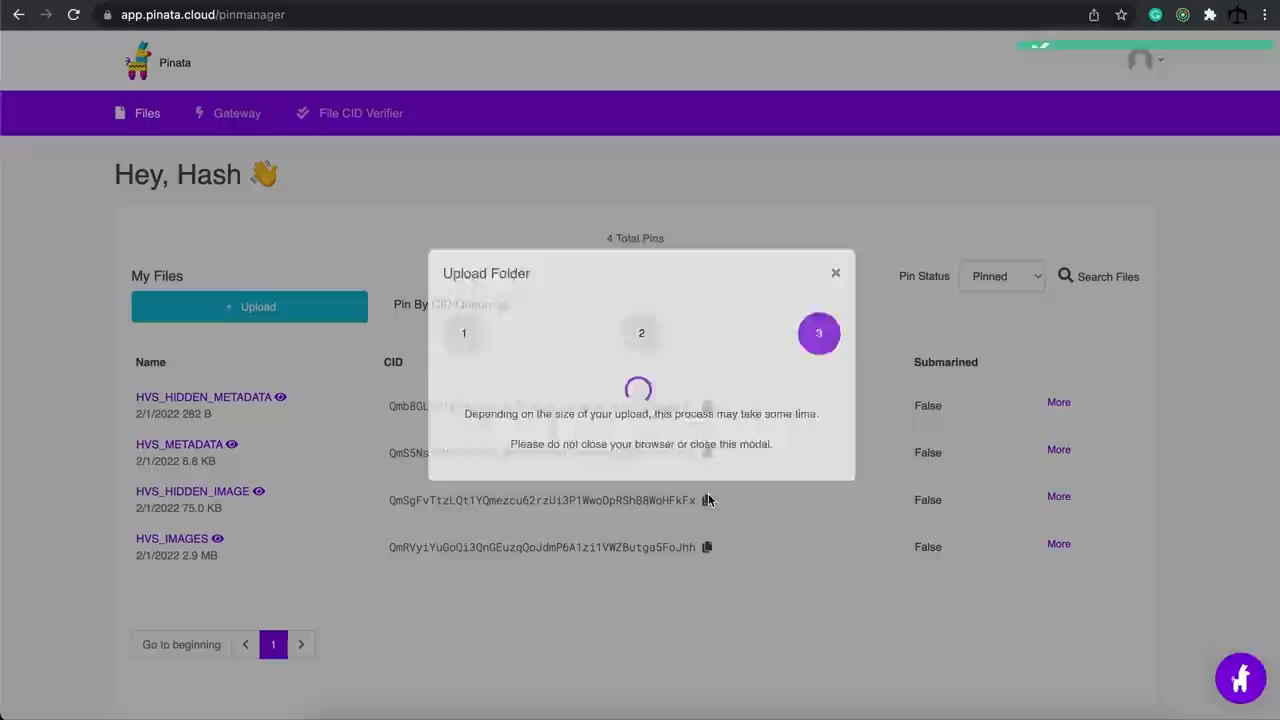 app.pinata.cloud/pinmanager
Pinata
Files
Gateway
File CID Verifier
Hey, Hash 👋
4 Total Pins
My Files
Pin Status
Pinned
Search Files
+ Upload
Pin By CID
Upload Folder
×
1
2
3
Depending on the size of your upload, this process may take some time.
Please do not close your browser or close this modal.
Name
CID
Submarined
HVS_HIDDEN_METADATA
2/1/2022 282 B
Qmb8GL
False
More
HVS_METADATA
2/1/2022 8.8 KB
QmS5Ns
False
More
HVS_HIDDEN_IMAGE
2/1/2022 75.0 KB
QmSgFvTtzLQt1YQmezcu62rzUi3P1WwoDpRShB8WoHFkFx
False
More
HVS_IMAGES
2/1/2022 2.9 MB
QmRVyiYuGoQi3QnGEuzqQoJdmP6A1zi1VWZButga5FoJhh
False
More
Go to beginning
1